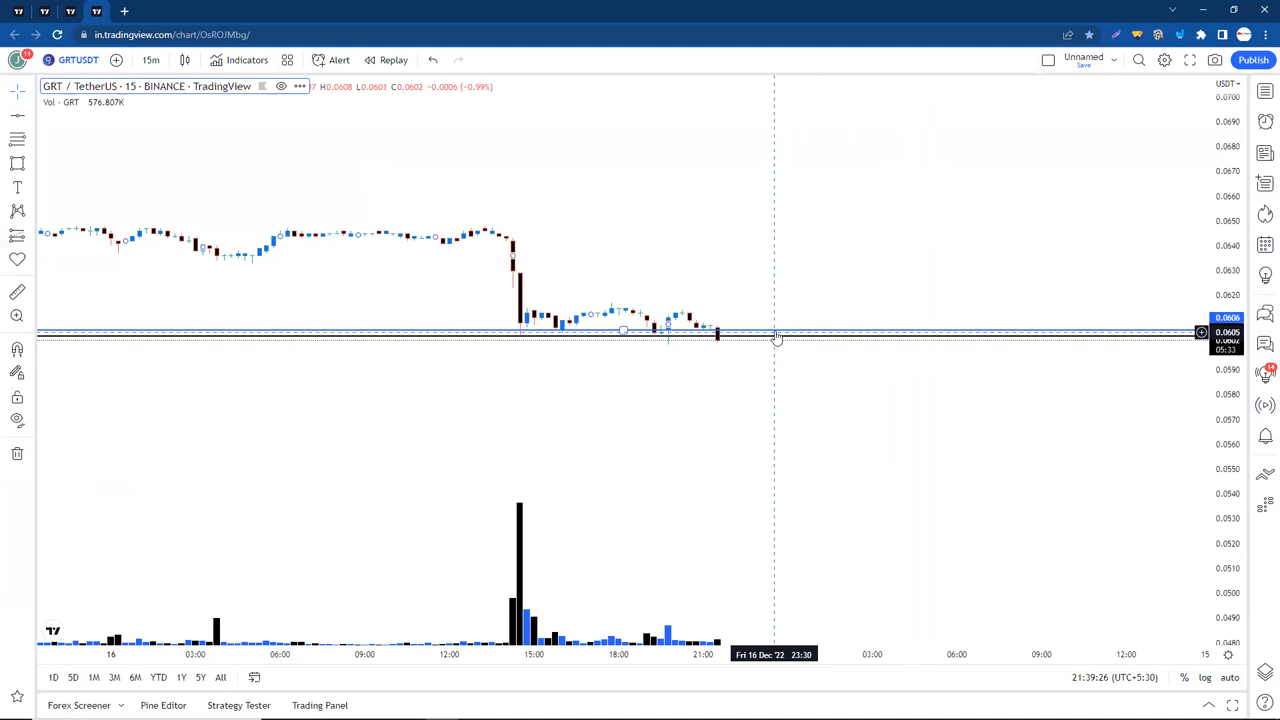 in.tradingview.com/chart/OsROJMbg/
11
GRTUSDT
15m
Indicators
Alert
Replay
Unnamed
Save
Publish
GRT / TetherUS · 15 · BINANCE · TradingView
7 H0.0608 L0.0601 C0.0602 −0.0006 (−0.99%)
Vol · GRT 576.807K
USDT
0.0700
0.0690
0.0680
0.0670
0.0660
0.0650
0.0640
0.0630
0.0620
0.0606
0.0605
0.0602
05:33
0.0590
0.0580
0.0570
0.0560
0.0550
0.0540
0.0530
0.0520
0.0510
0.0500
0.0490
0.0480
14
16
03:00
06:00
09:00
12:00
15:00
18:00
21:00
Fri 16 Dec '22 23:30
03:00
06:00
09:00
12:00
15
1D 5D 1M 3M 6M YTD 1Y 5Y All
21:39:26 (UTC+5:30)
% log auto
Forex Screener
Pine Editor
Strategy Tester
Trading Panel